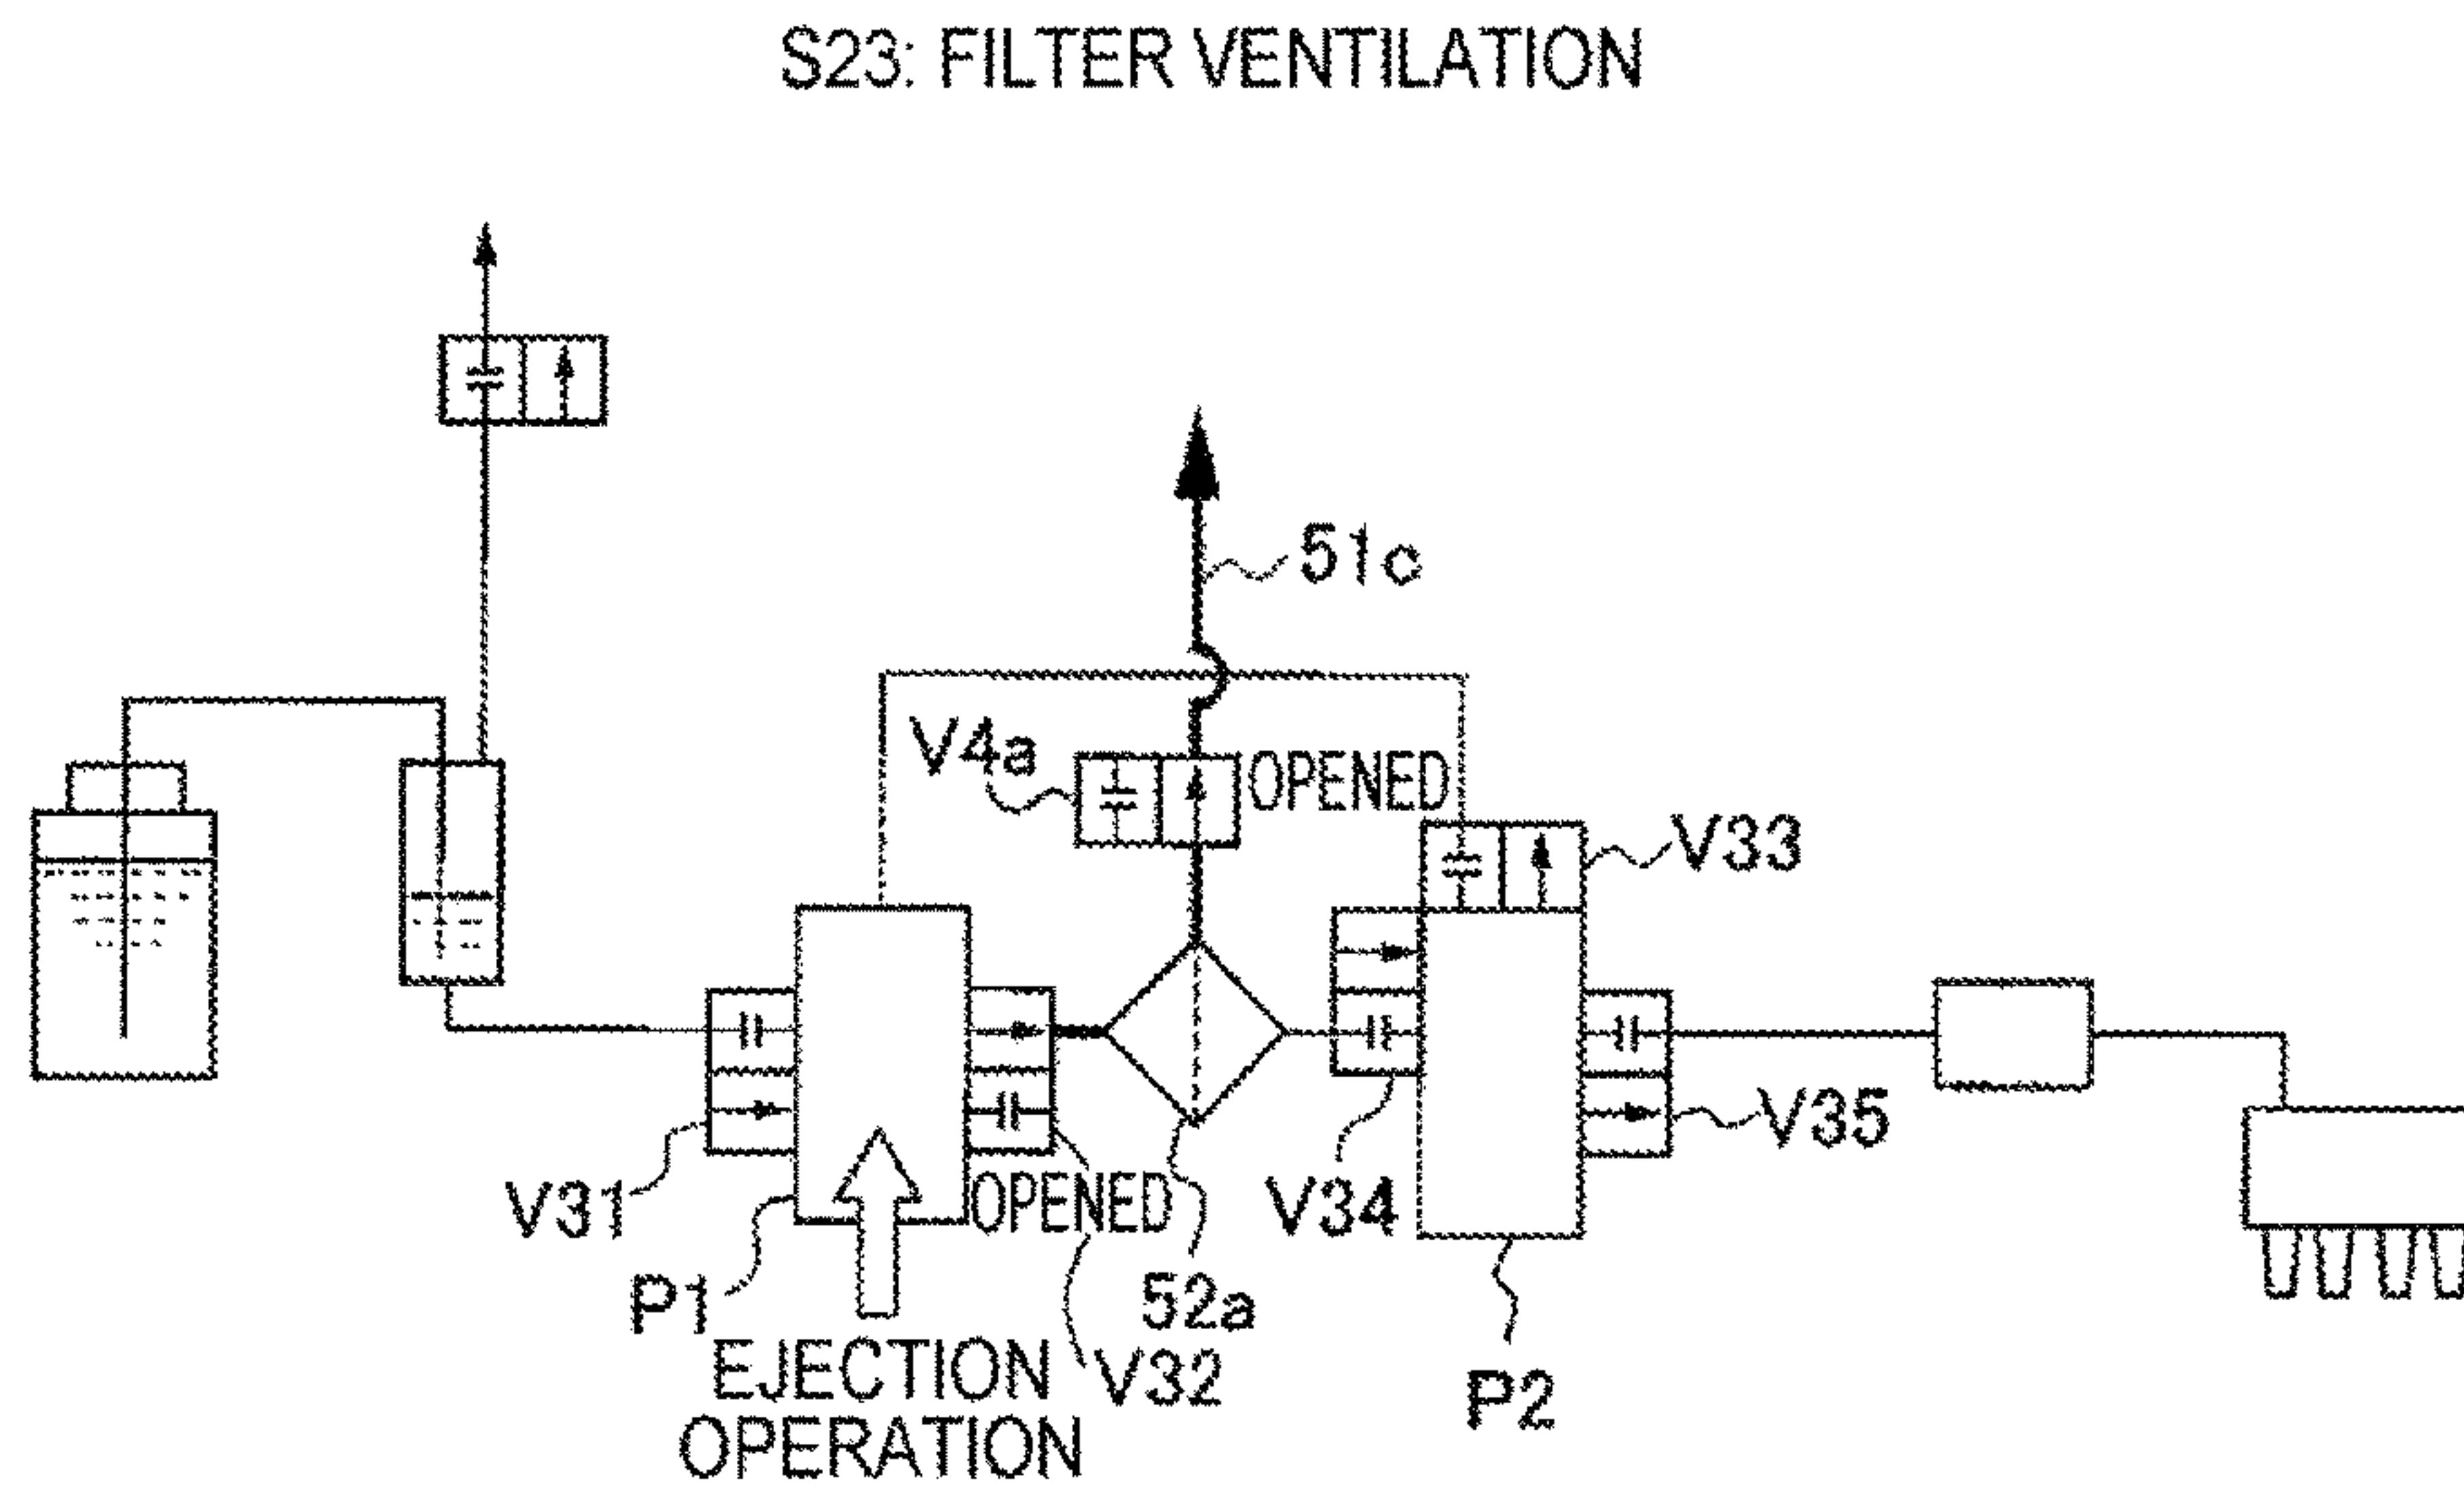 S23: FILTER VENTILATION
51c
V4a
OPENED
V33
V31
OPENED
V34
V35
P1
52a
V32
P2
EJECTION
OPERATION